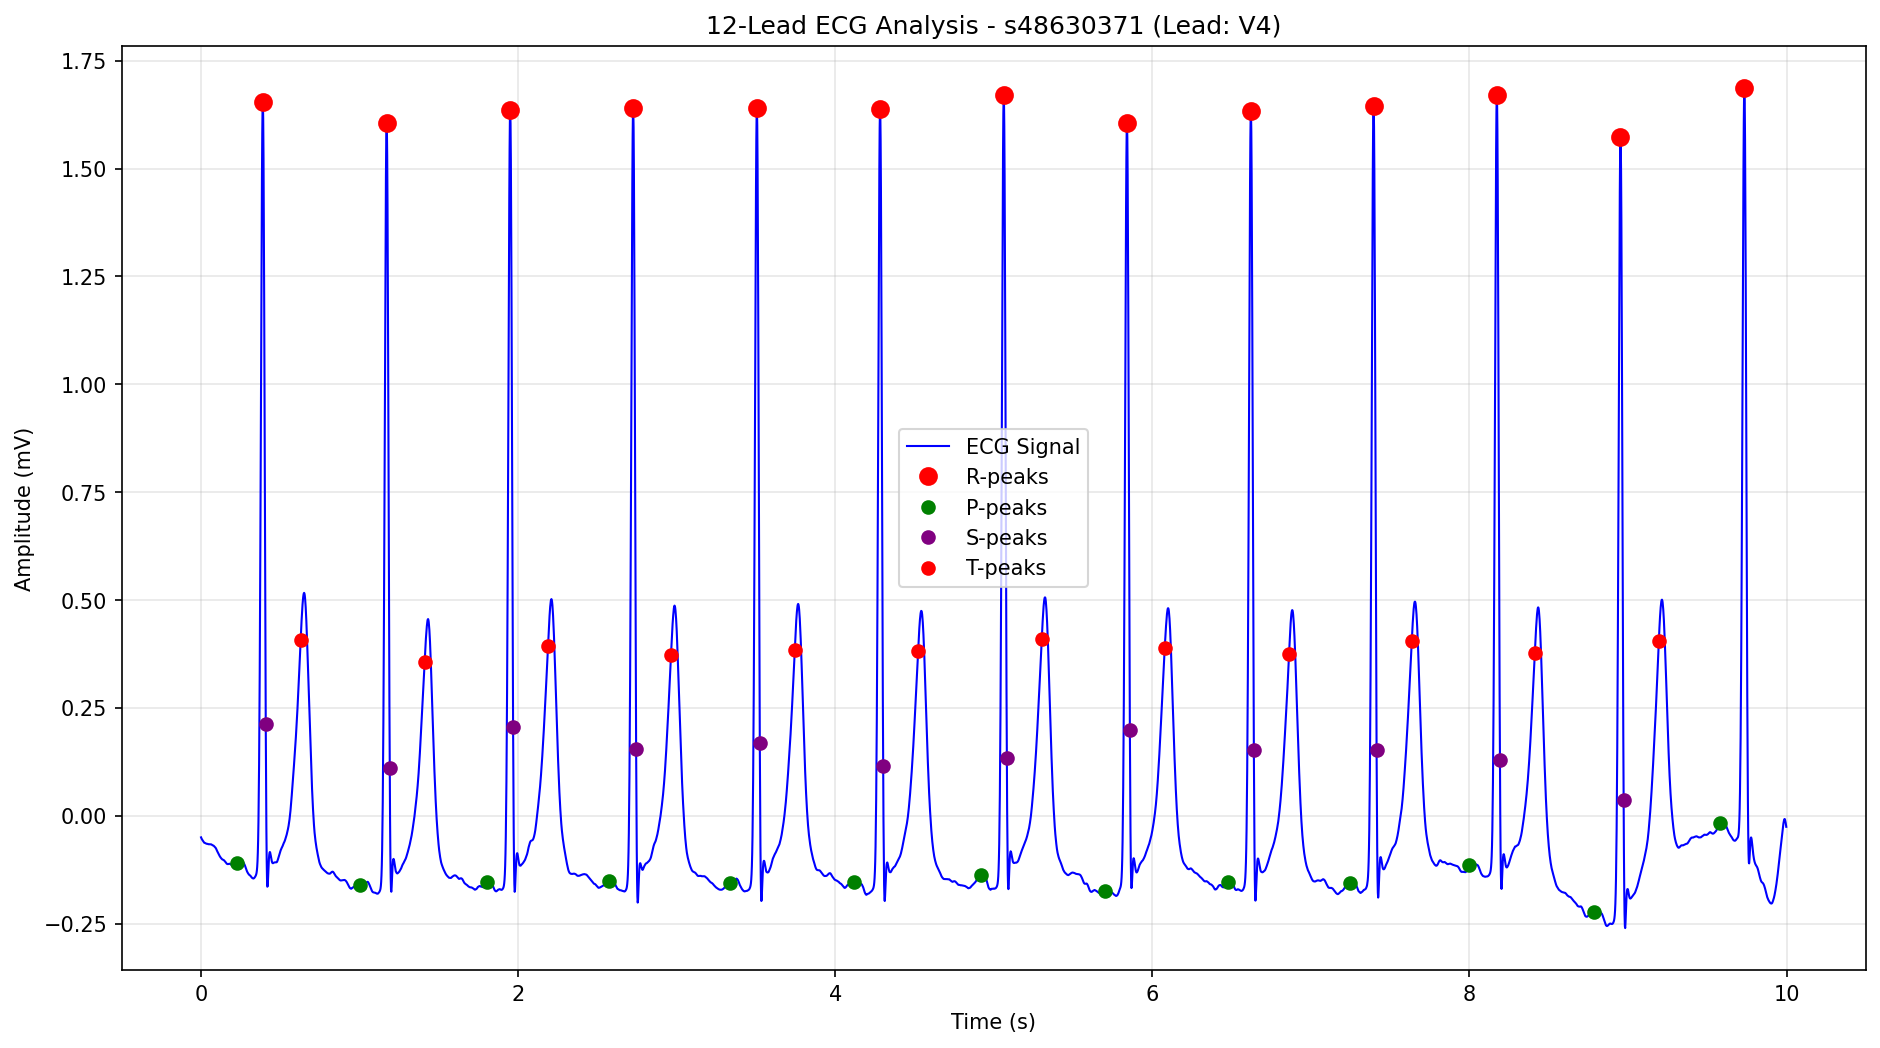 12-Lead ECG Analysis - s48630371 (Lead: V4)
1.75
1.50
1.25
1.00
0.75
0.50
0.25
0.00
−0.25
Amplitude (mV)
ECG Signal
R-peaks
P-peaks
S-peaks
T-peaks
0 2 4 6 8 10
Time (s)